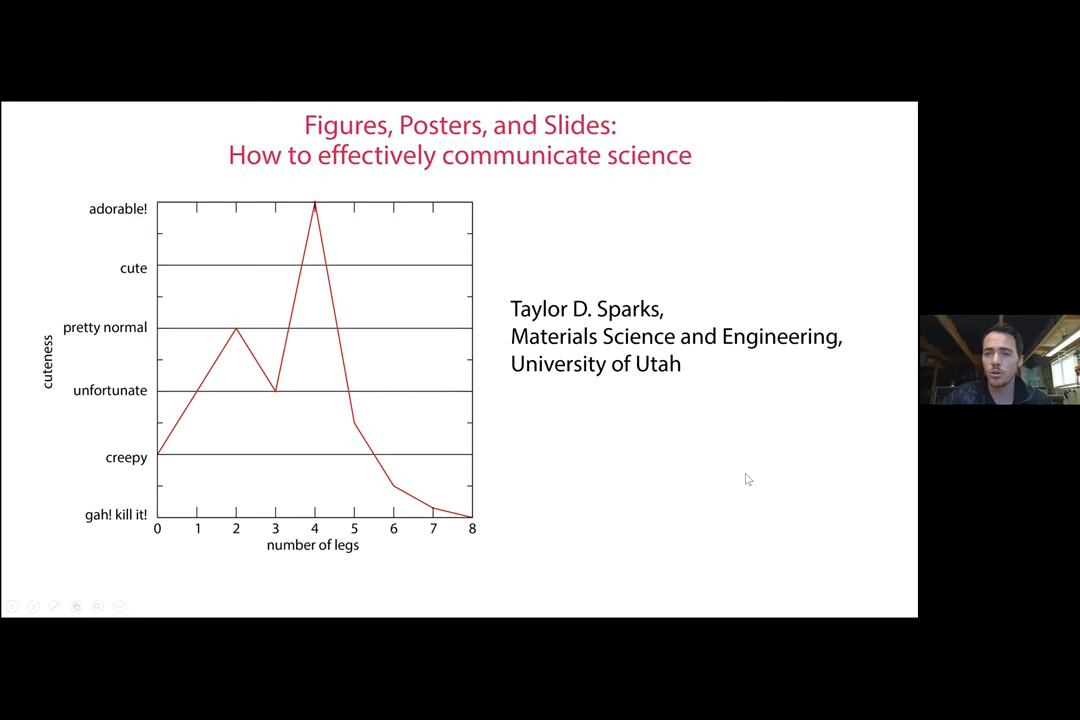 Figures, Posters, and Slides:
How to effectively communicate science
adorable!
cute
pretty normal
unfortunate
creepy
gah! kill it!
cuteness
0 1 2 3 4 5 6 7 8
number of legs
Taylor D. Sparks,
Materials Science and Engineering,
University of Utah